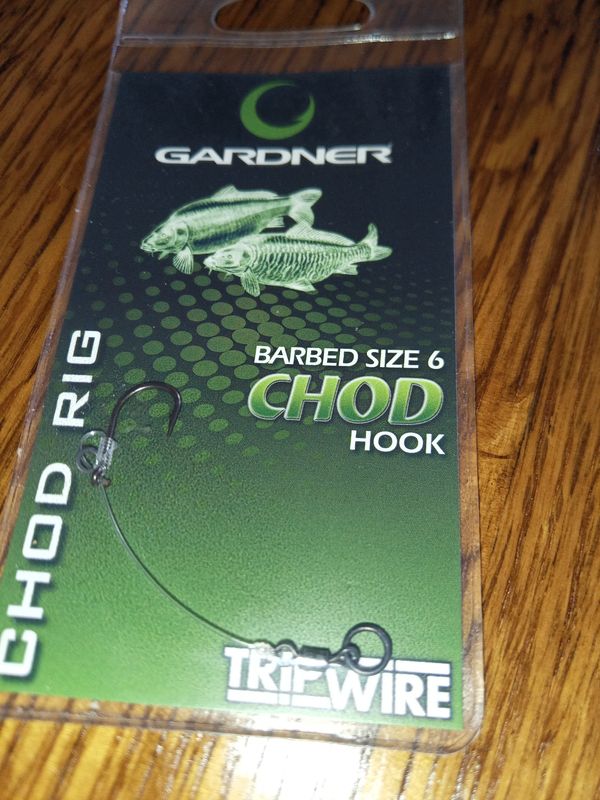 GARDNER
BARBED SIZE 6
CHOD
HOOK
CHOD RIG
TRIPWIRE